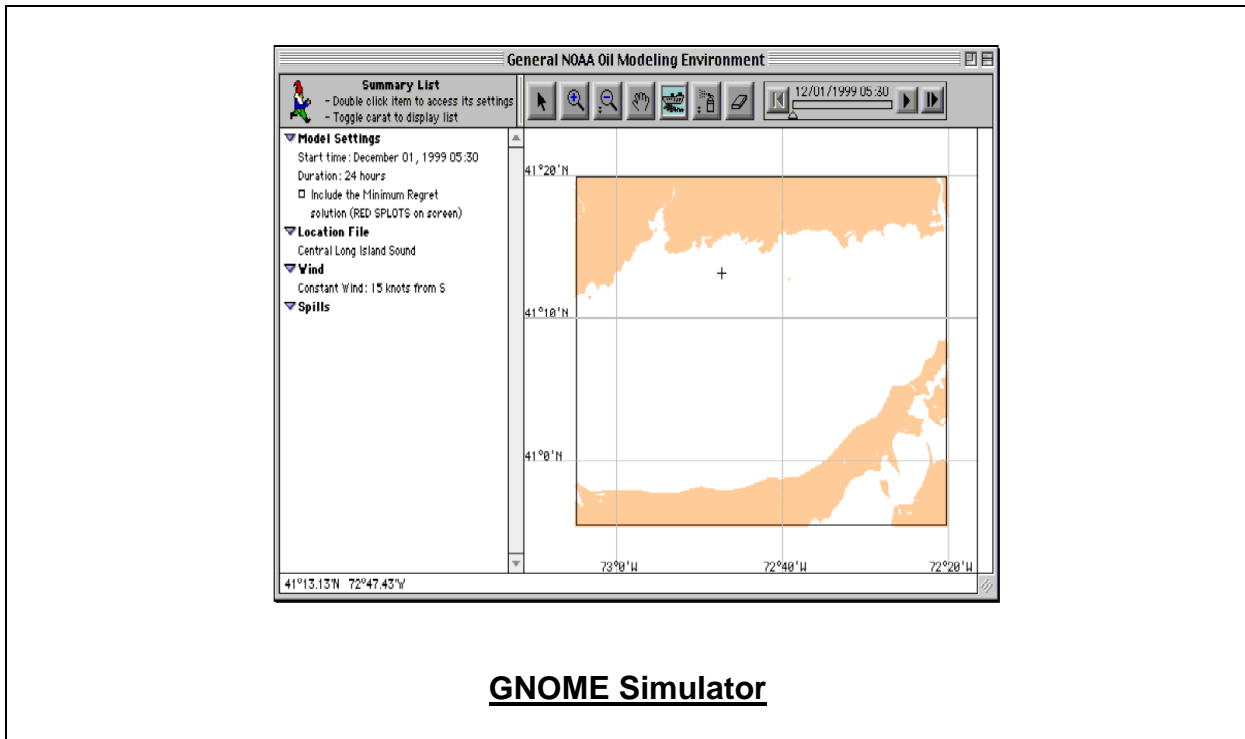 General NOAA Oil Modeling Environment
Summary List
- Double click item to access its settings
- Toggle carat to display list
12/01/1999 05:30
Model Settings
Start time: December 01, 1999 05:30
Duration: 24 hours
Include the Minimum Regret
solution (RED SPLOTS on screen)
Location File
Central Long Island Sound
Wind
Constant Wind: 15 knots from S
Spills
41°20'N
41°10'N
41°0'N
73°0'W
72°40'W
72°20'W
41°13.13'N 72°47.43'W
GNOME Simulator